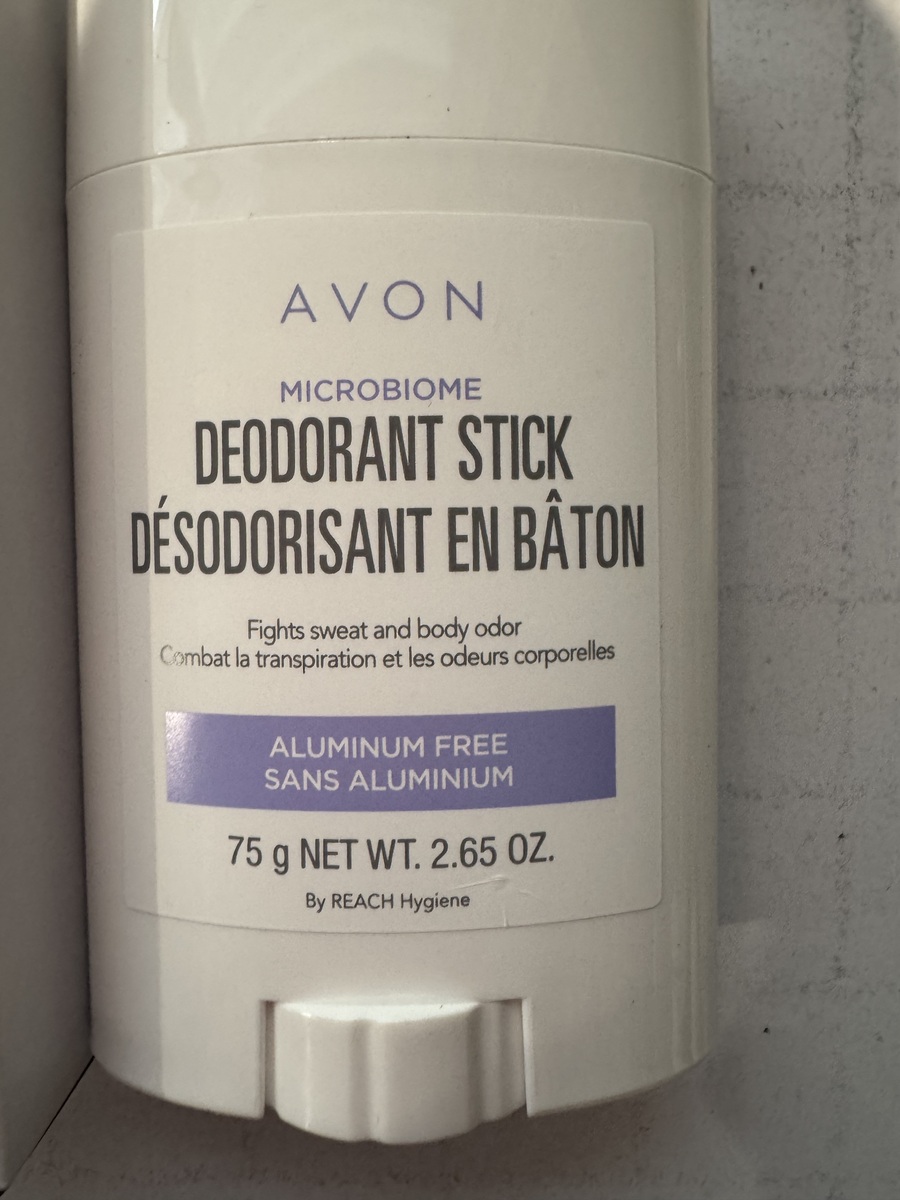 AVON
MICROBIOME
DEODORANT STICK
DÉSODORISANT EN BÂTON
Fights sweat and body odor
Combat la transpiration et les odeurs corporelles
ALUMINUM FREE
SANS ALUMINIUM
75 g NET WT. 2.65 OZ.
By REACH Hygiene